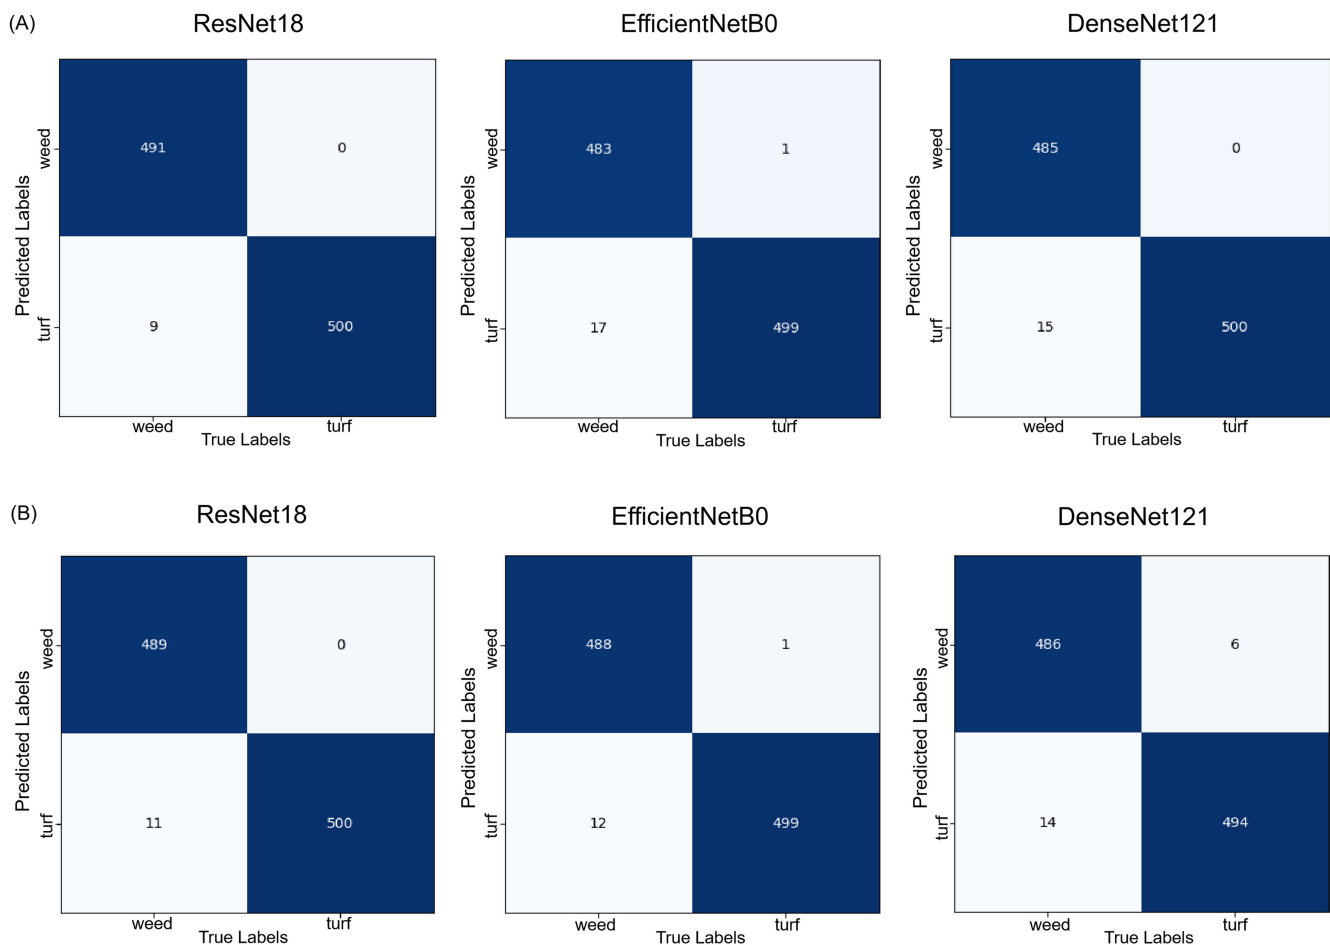 (A)
ResNet18 EfficientNetB0 DenseNet121
Predicted Labels
weed
491 0
turf
9 500
weed turf
True Labels
Predicted Labels
weed
483 1
turf
17 499
weed turf
True Labels
Predicted Labels
weed
485 0
turf
15 500
weed turf
True Labels
(B)
ResNet18 EfficientNetB0 DenseNet121
Predicted Labels
weed
489 0
turf
11 500
weed turf
True Labels
Predicted Labels
weed
488 1
turf
12 499
weed turf
True Labels
Predicted Labels
weed
486 6
turf
14 494
weed turf
True Labels